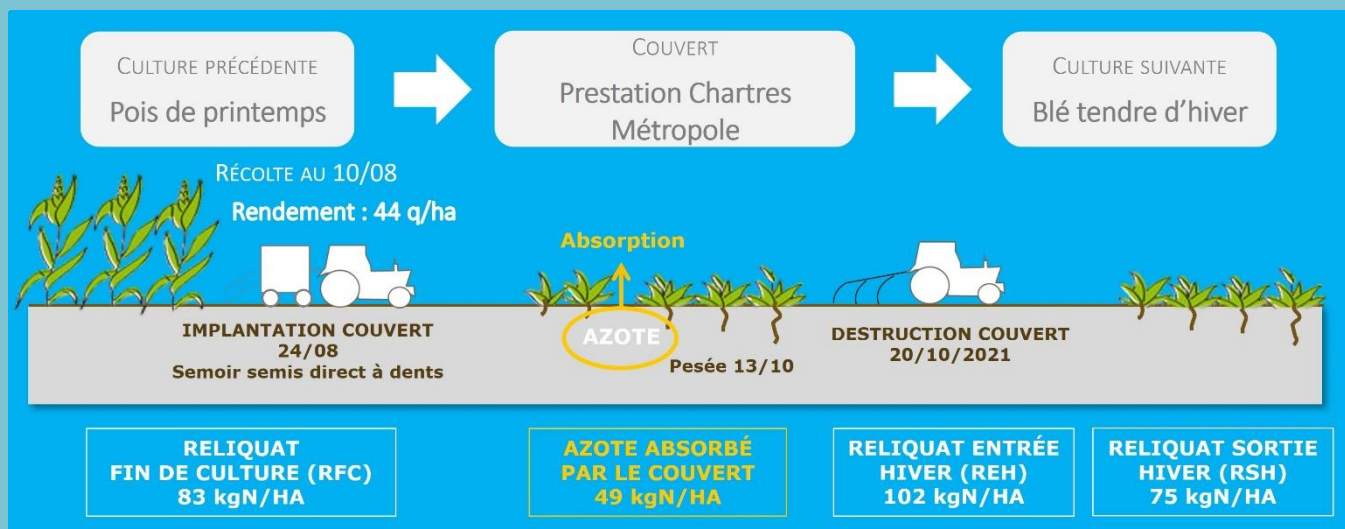 CULTURE PRÉCÉDENTE
Pois de printemps
COUVERT
Prestation Chartres
Métropole
CULTURE SUIVANTE
Blé tendre d'hiver
RÉCOLTE AU 10/08
Rendement : 44 q/ha
Absorption
IMPLANTATION COUVERT
24/08
Semoir semis direct à dents
AZOTE
Pesée 13/10
DESTRUCTION COUVERT
20/10/2021
RELIQUAT
FIN DE CULTURE (RFC)
83 kgN/HA
AZOTE ABSORBÉ
PAR LE COUVERT
49 kgN/HA
RELIQUAT ENTRÉE
HIVER (REH)
102 kgN/HA
RELIQUAT SORTIE
HIVER (RSH)
75 kgN/HA